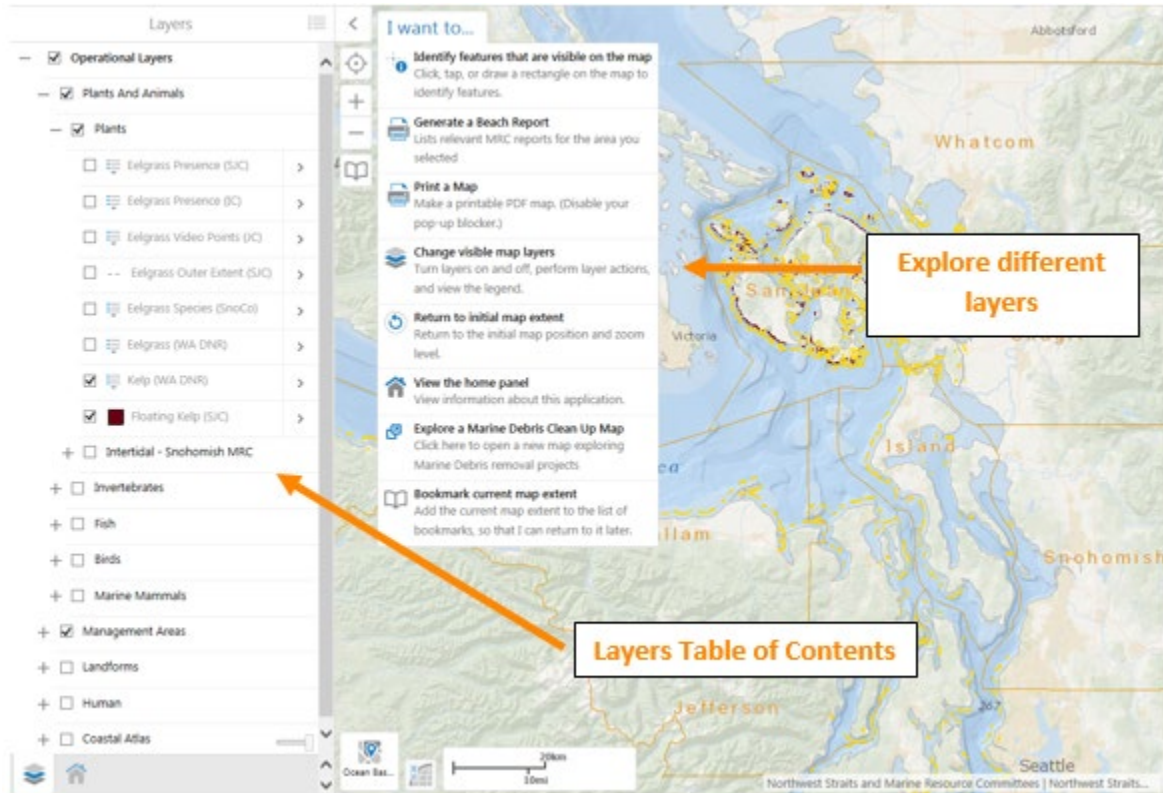 Layers
Operational Layers
Plants And Animals
Plants
Eelgrass Presence (SJC)
Eelgrass Presence (IC)
Eelgrass Video Points (JC)
Eelgrass Outer Extent (SJC)
Eelgrass Species (SnoCo)
Eelgrass (WA DNR)
Kelp (WA DNR)
Floating Kelp (SJC)
Intertidal - Snohomish MRC
Invertebrates
Fish
Birds
Marine Mammals
Management Areas
Landforms
Human
Coastal Atlas
I want to...
Identify features that are visible on the map
Click, tap, or draw a rectangle on the map to
identify features.
Generate a Beach Report
Lists relevant MRC reports for the area you
selected
Print a Map
Make a printable PDF map. (Disable your
pop-up blocker.)
Change visible map layers
Turn layers on and off, perform layer actions,
and view the legend.
Return to initial map extent
Return to the initial map position and zoom
level.
View the home panel
View information about this application.
Explore a Marine Debris Clean Up Map
Click here to open a new map exploring
Marine Debris removal projects
Bookmark current map extent
Add the current map extent to the list of
bookmarks, so that I can return to it later.
Abbotsford
Whatcom
Explore different
layers
San Juan
Victoria
Island
Snohomish
Layers Table of Contents
Jefferson
267
Seattle
Ocean Bas...
20km
10mi
Northwest Straits and Marine Resource Committees | Northwest Straits...